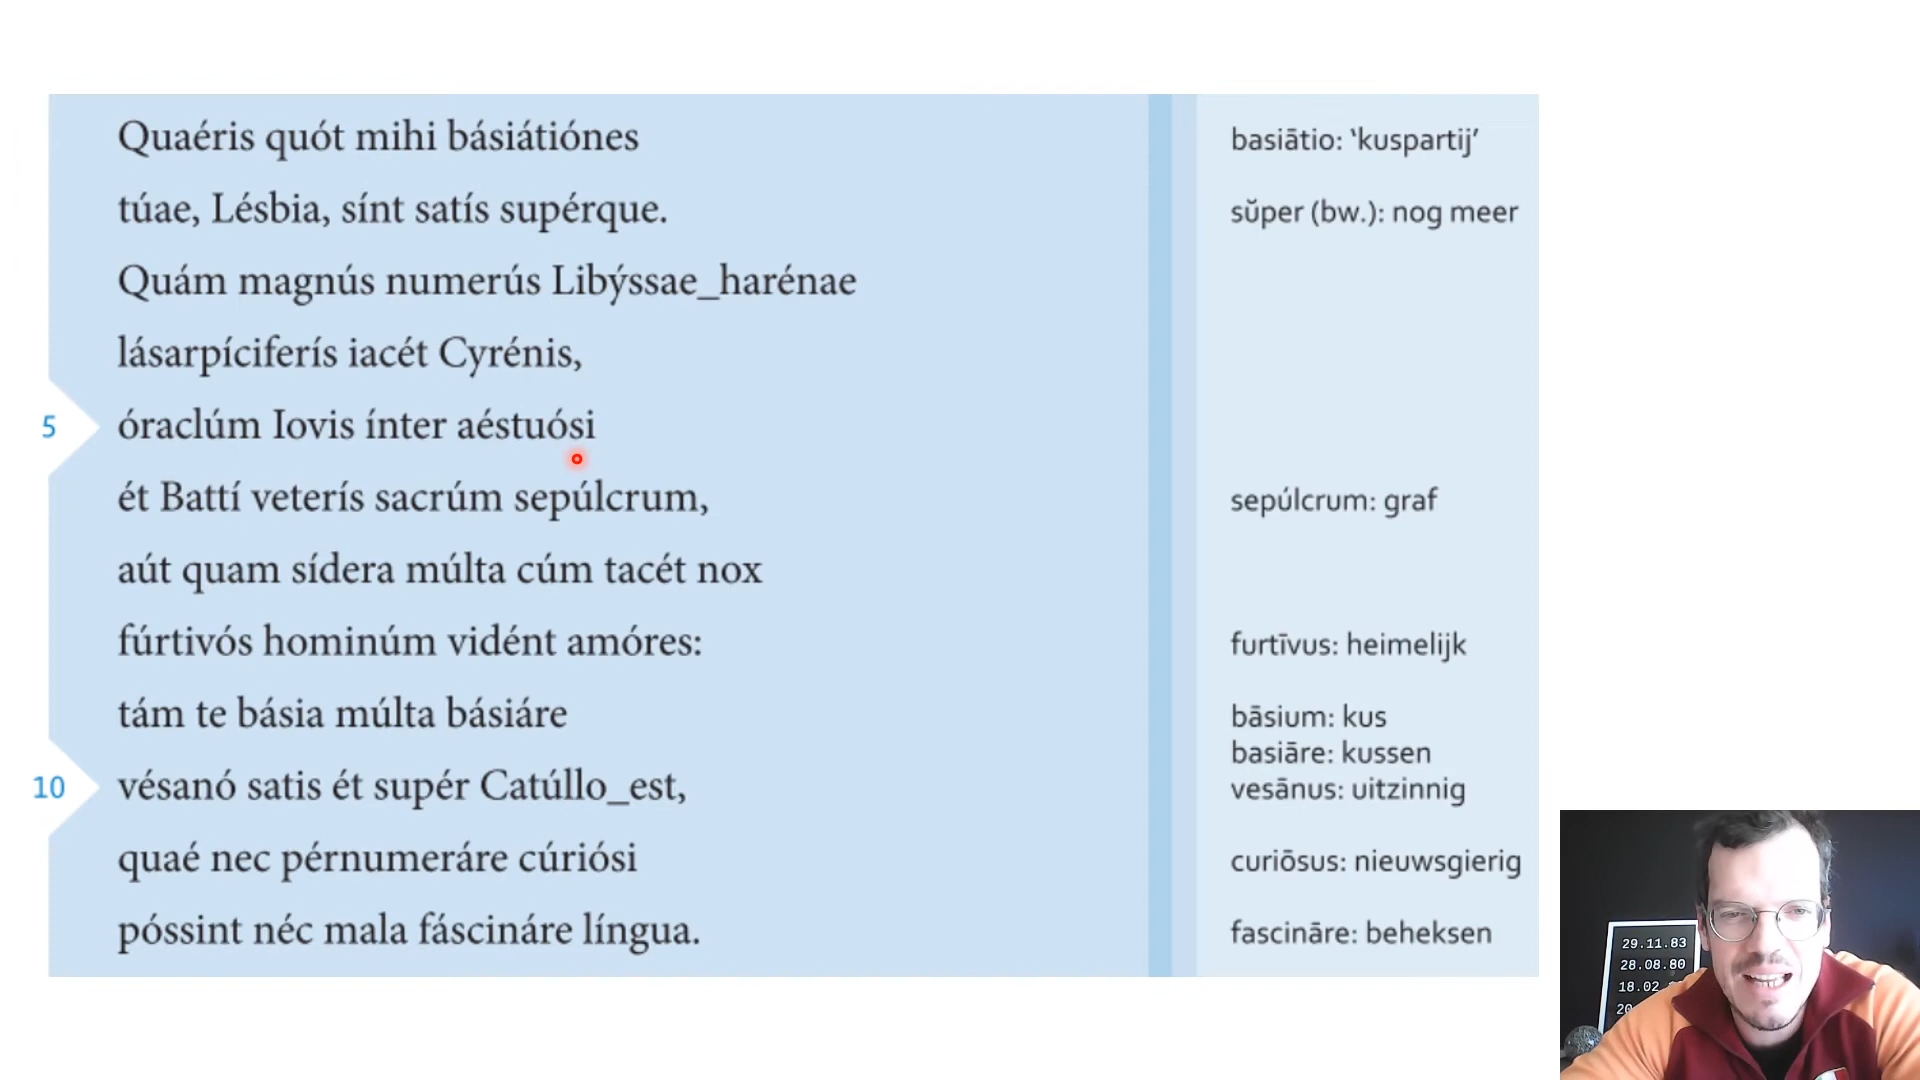 Quaéris quót mihi básiátiónes
túae, Lésbia, sínt satís supérque.
Quám magnús numerús Libýssae_harénae
lásarpíciferís iacét Cyrénis,
5 óraclúm Iovis ínter aéstuósi
ét Battí veterís sacrúm sepúlcrum,
aút quam sídera múlta cúm tacét nox
fúrtivós hominúm vidént amóres:
tám te básia múlta básiáre
10 vésanó satis ét supér Catúllo_est,
quaé nec pérnumeráre cúriósi
póssint néc mala fáscináre língua.
basiātio: ‘kuspartij’
sŭper (bw.): nog meer
sepúlcrum: graf
furtīvus: heimelijk
bāsium: kus
basiāre: kussen
vesānus: uitzinnig
curiōsus: nieuwsgierig
fascināre: beheksen
29.11.83
28.08.80
18.02
20